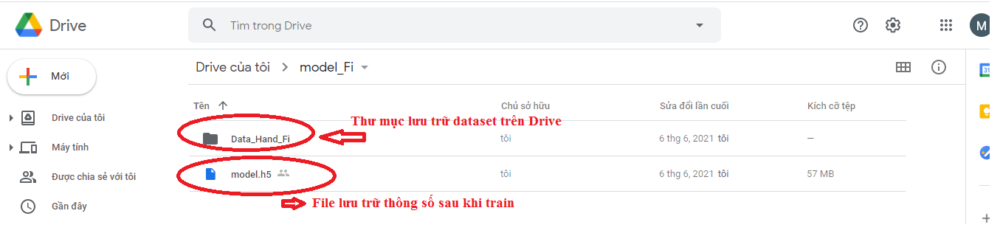 Drive
Tìm trong Drive
M
Mới
Drive của tôi
Máy tính
Được chia sẻ với tôi
Gần đây
Drive của tôi > model_Fi
Tên Chủ sở hữu Sửa đổi lần cuối Kích cỡ tệp
Thư mục lưu trữ dataset trên Drive
Data_Hand_Fi tôi 6 thg 6, 2021 tôi —
model.h5 tôi 6 thg 6, 2021 tôi 57 MB
File lưu trữ thông số sau khi train
31